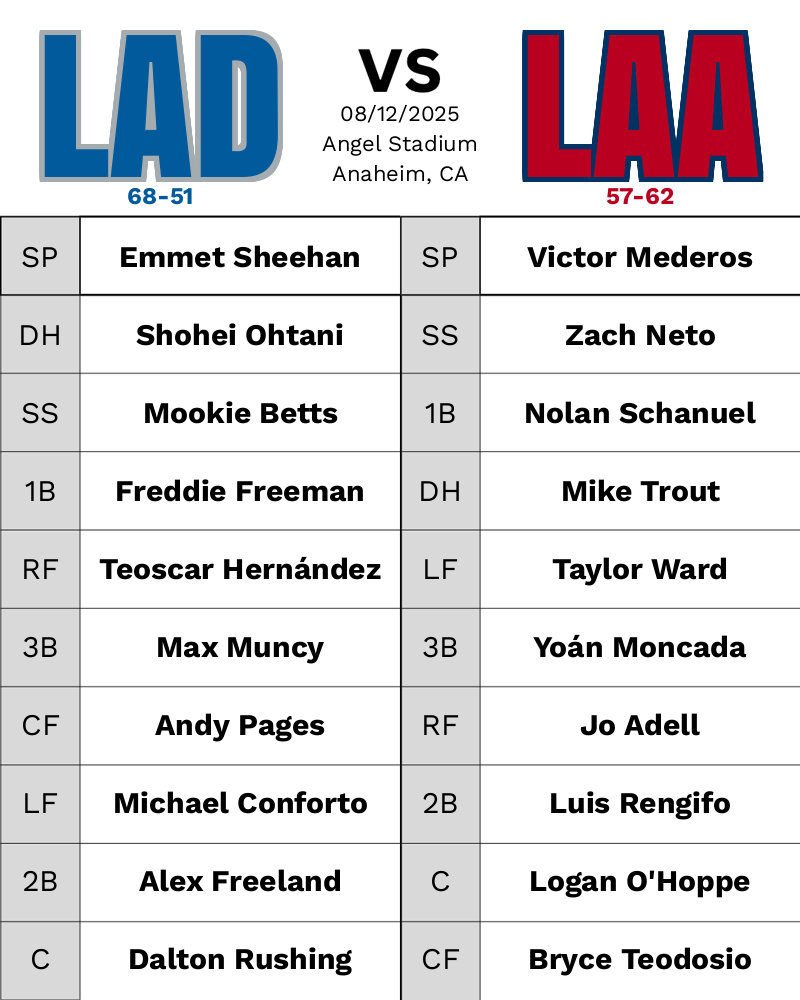 LAD
VS
LAA
08/12/2025
Angel Stadium
Anaheim, CA
68-51
57-62
SP Emmet Sheehan SP Victor Mederos
DH Shohei Ohtani SS Zach Neto
SS Mookie Betts 1B Nolan Schanuel
1B Freddie Freeman DH Mike Trout
RF Teoscar Hernández LF Taylor Ward
3B Max Muncy 3B Yoán Moncada
CF Andy Pages RF Jo Adell
LF Michael Conforto 2B Luis Rengifo
2B Alex Freeland C Logan O'Hoppe
C Dalton Rushing CF Bryce Teodosio